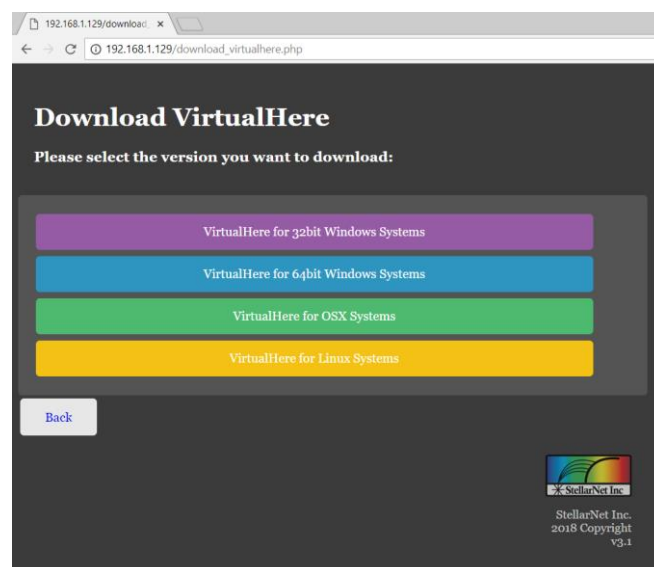 192.168.1.129/download_
192.168.1.129/download_virtualhere.php
Download VirtualHere
Please select the version you want to download:
VirtualHere for 32bit Windows Systems
VirtualHere for 64bit Windows Systems
VirtualHere for OSX Systems
VirtualHere for Linux Systems
Back
StellarNet Inc
StellarNet Inc.
2018 Copyright
v3.1